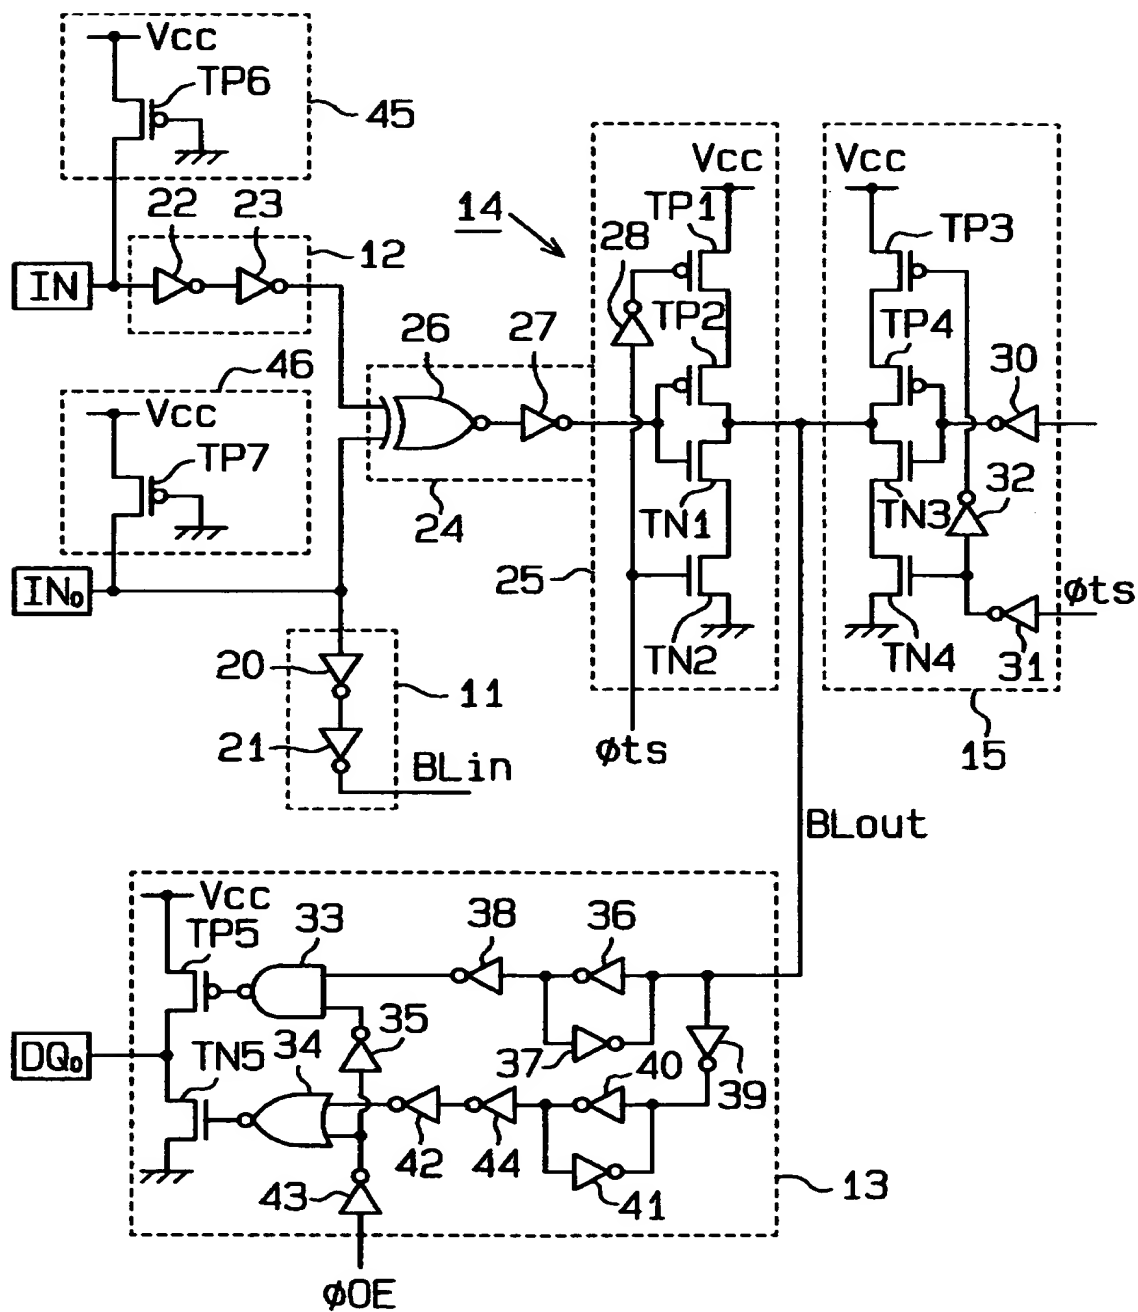 Vcc
TP6
45
22
23
12
IN
14
28
TP1
Vcc
Vcc
TP3
46
Vcc
TP7
26
27
TP2
TP4
30
24
TN1
TN3
32
IN₀
25
TN2
TN4
31
φts
20
11
21
BLin
φts
15
BLout
Vcc
TP5
33
38
36
35
37
39
DQ₀
TN5
34
40
42
44
41
43
13
φOE